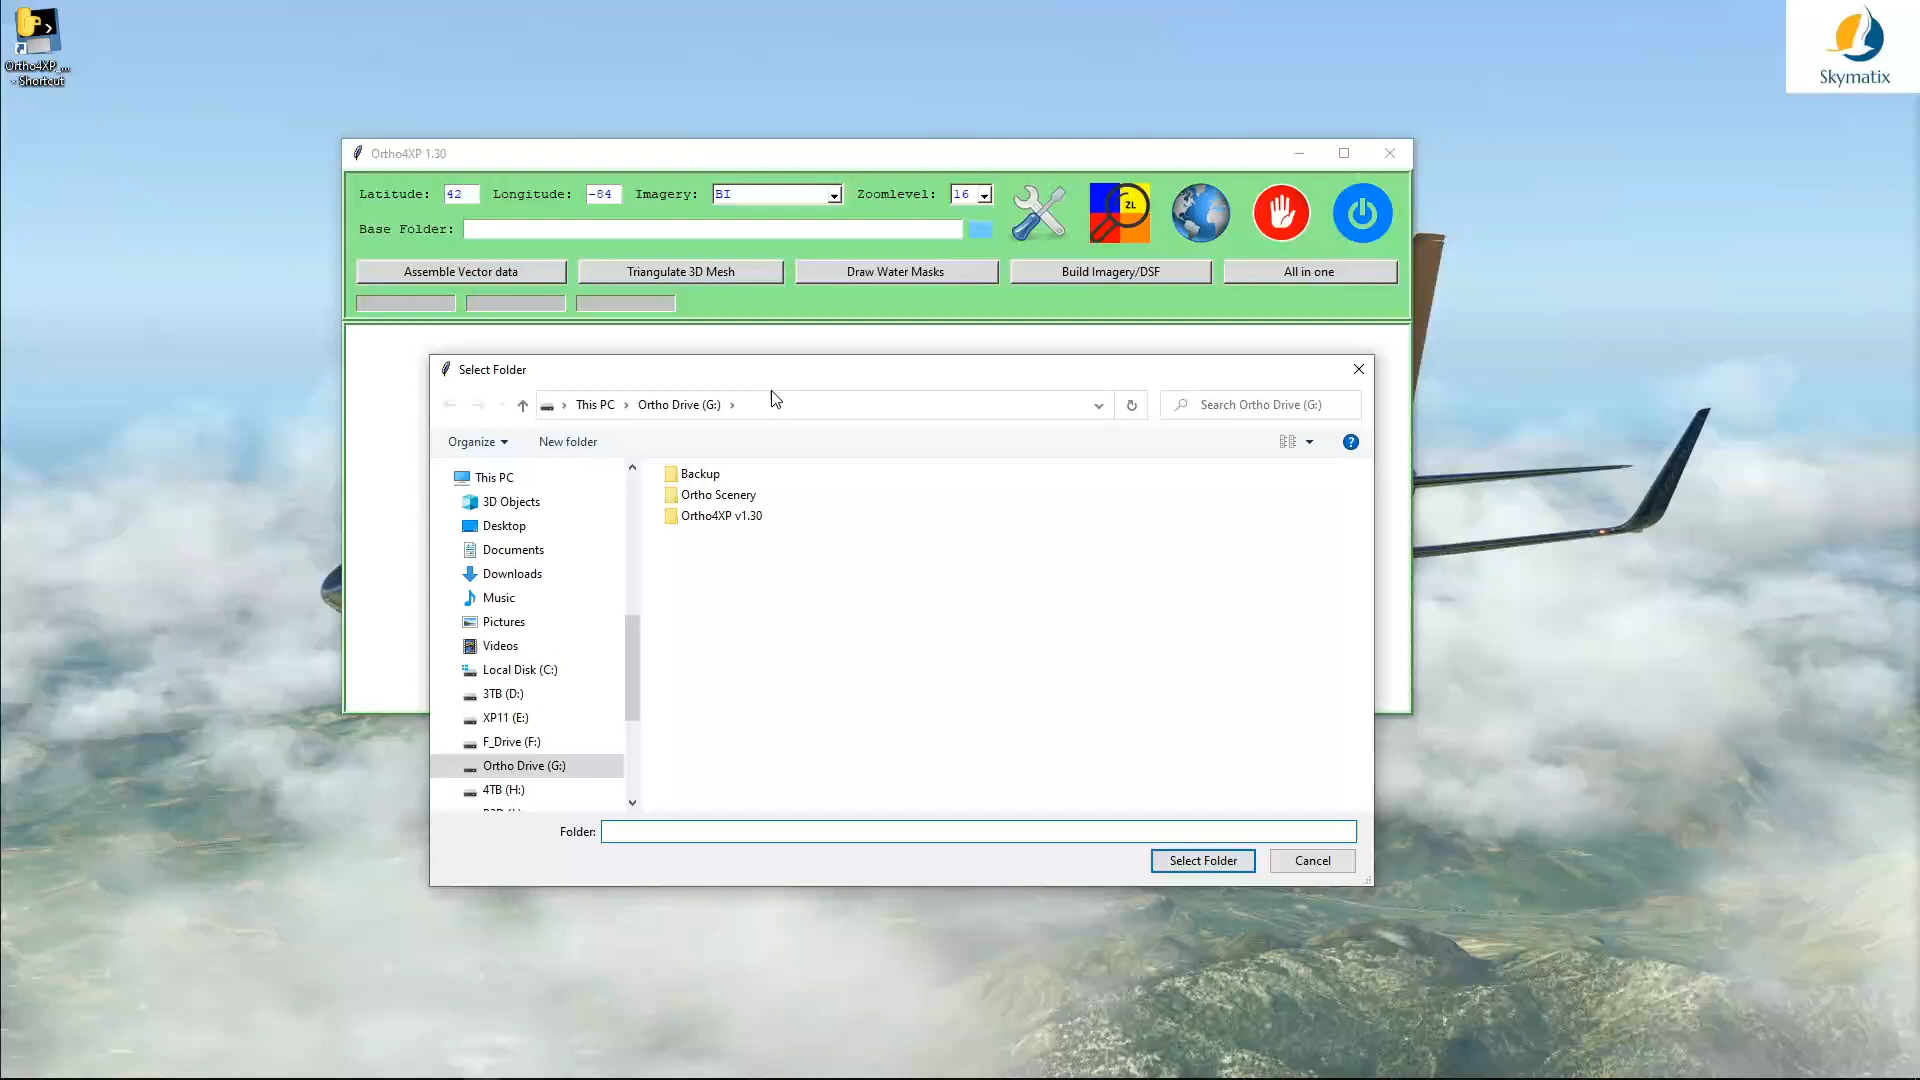 Ortho4XP_...
- Shortcut
Skymatix
Ortho4XP 1.30
Latitude: 42 Longitude: -84 Imagery: BI Zoomlevel: 16
ZL
Base Folder:
Assemble Vector data Triangulate 3D Mesh Draw Water Masks Build Imagery/DSF All in one
Select Folder
This PC Ortho Drive (G:) Search Ortho Drive (G:)
Organize New folder
This PC
3D Objects
Desktop
Documents
Downloads
Music
Pictures
Videos
Local Disk (C:)
3TB (D:)
XP11 (E:)
F_Drive (F:)
Ortho Drive (G:)
4TB (H:)
Backup
Ortho Scenery
Ortho4XP v1.30
Folder:
Select Folder Cancel